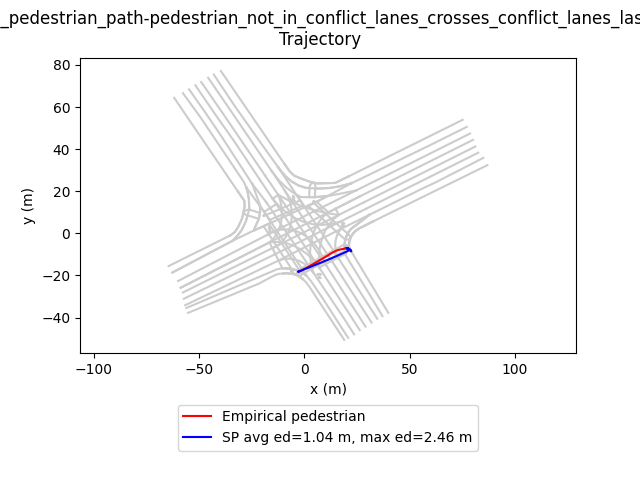 _pedestrian_path-pedestrian_not_in_conflict_lanes_crosses_conflict_lanes_las
Trajectory
80
60
40
20
0
−20
−40
y (m)
−100
−50
0
50
100
x (m)
Empirical pedestrian
SP avg ed=1.04 m, max ed=2.46 m